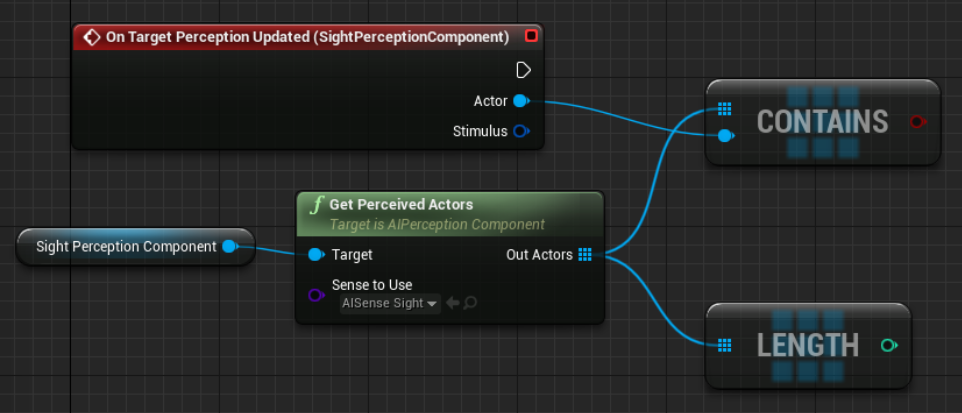 On Target Perception Updated (SightPerceptionComponent)
Actor
Stimulus
CONTAINS
f Get Perceived Actors
Target is AIPerception Component
Sight Perception Component
Target
Out Actors
Sense to Use
AISense Sight
LENGTH